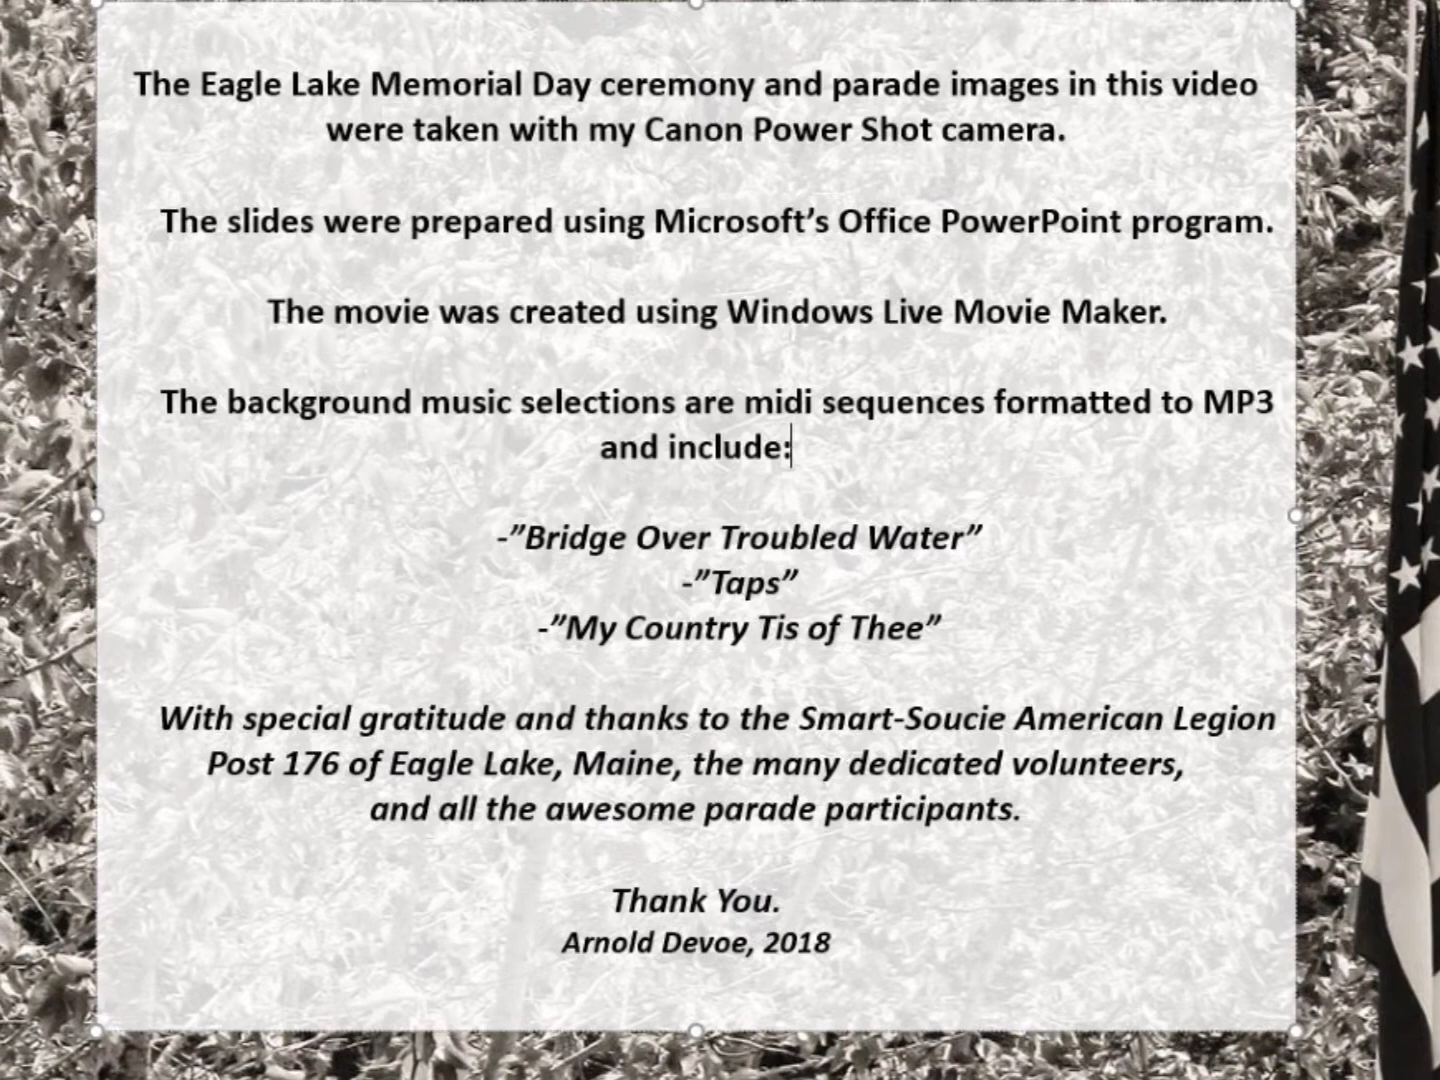 The Eagle Lake Memorial Day ceremony and parade images in this video
were taken with my Canon Power Shot camera.
The slides were prepared using Microsoft’s Office PowerPoint program.
The movie was created using Windows Live Movie Maker.
The background music selections are midi sequences formatted to MP3
and include:
-”Bridge Over Troubled Water”
-”Taps”
-”My Country Tis of Thee”
With special gratitude and thanks to the Smart-Soucie American Legion
Post 176 of Eagle Lake, Maine, the many dedicated volunteers,
and all the awesome parade participants.
Thank You.
Arnold Devoe, 2018